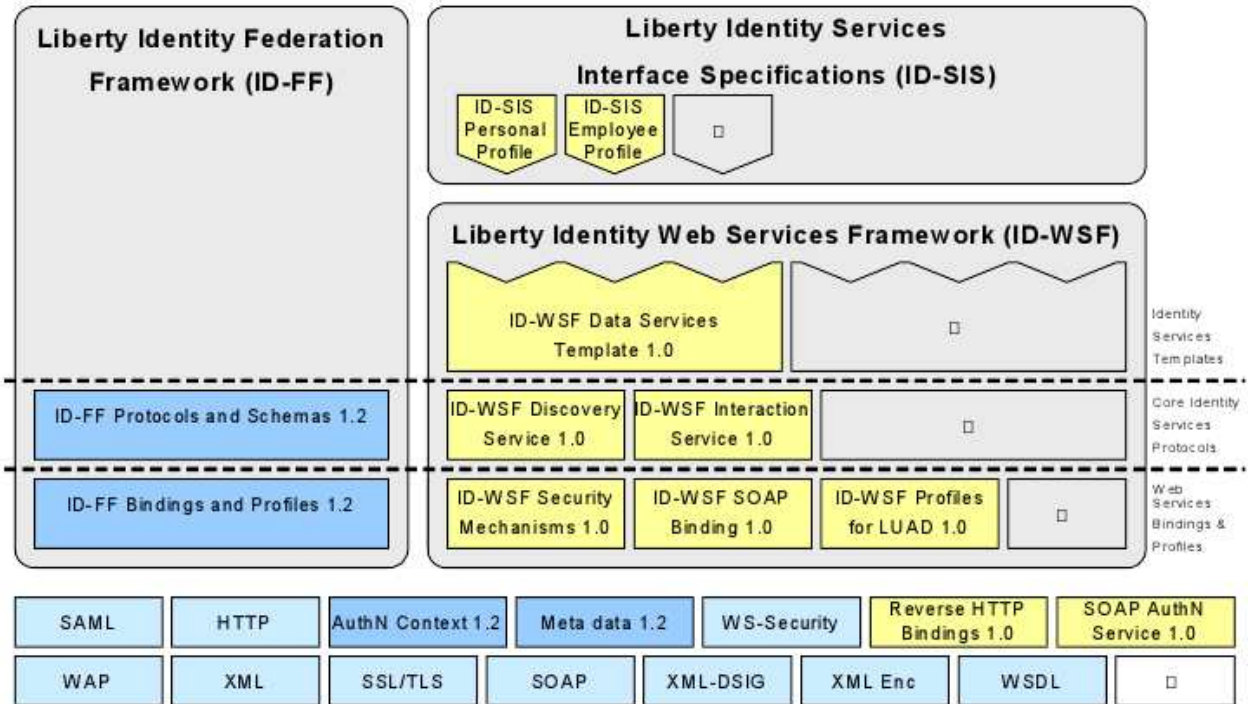 Liberty Identity Federation
Framework (ID-FF)
Liberty Identity Services
Interface Specifications (ID-SIS)
ID-SIS
Personal
Profile
ID-SIS
Employee
Profile
Liberty Identity Web Services Framework (ID-WSF)
ID-WSF Data Services
Template 1.0
Identity
Services
Templates
ID-FF Protocols and Schemas 1.2
ID-WSF Discovery
Service 1.0
ID-WSF Interaction
Service 1.0
Core Identity
Services
Protocols
ID-FF Bindings and Profiles 1.2
ID-WSF Security
Mechanisms 1.0
ID-WSF SOAP
Binding 1.0
ID-WSF Profiles
for LUAD 1.0
Web
Services
Bindings &
Profiles
SAML
HTTP
AuthN Context 1.2
Meta data 1.2
WS-Security
Reverse HTTP
Bindings 1.0
SOAP AuthN
Service 1.0
WAP
XML
SSL/TLS
SOAP
XML-DSIG
XML Enc
WSDL